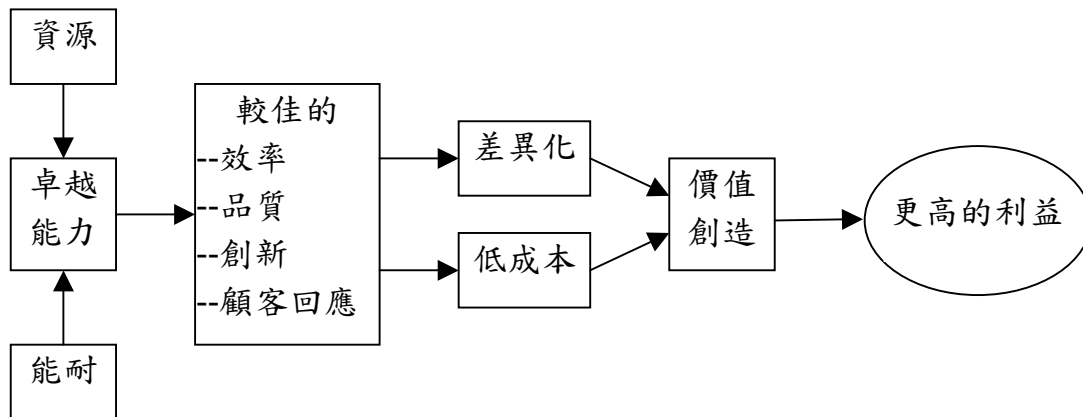 資源
卓越
能力
能耐
較佳的
--效率
--品質
--創新
--顧客回應
差異化
低成本
價值
創造
更高的利益